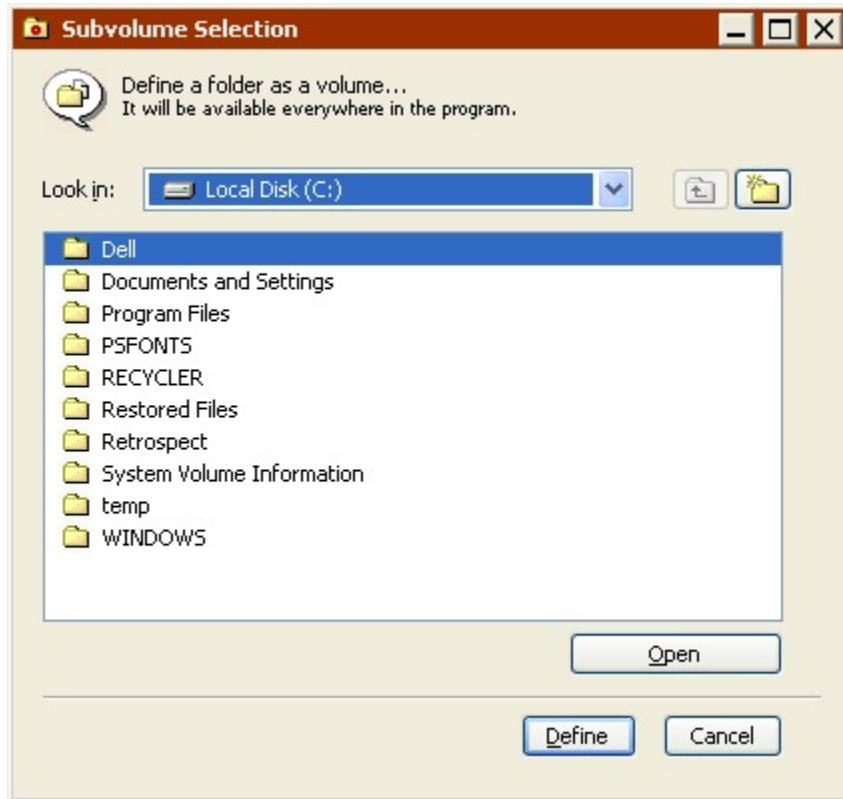 Subvolume Selection
Define a folder as a volume...
It will be available everywhere in the program.
Look in: Local Disk (C:)
Dell
Documents and Settings
Program Files
PSFONTS
RECYCLER
Restored Files
Retrospect
System Volume Information
temp
WINDOWS
Open
Define Cancel